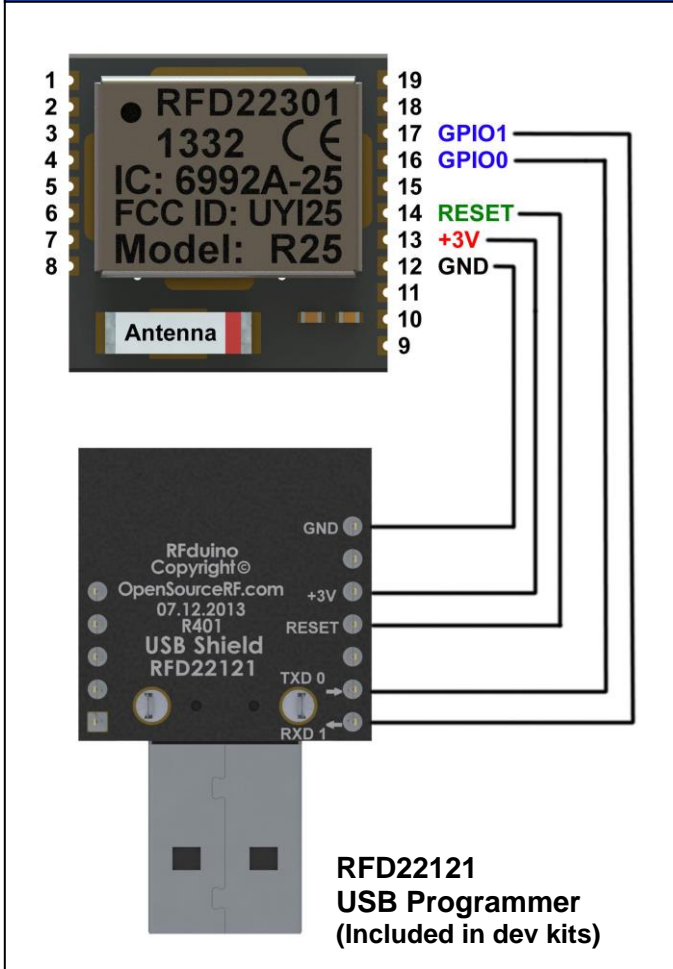 1
2
3
4
5
6
7
8
RFD22301
1332 CE
IC: 6992A-25
FCC ID: UYI25
Model: R25
Antenna
19
18
17 GPIO1
16 GPIO0
15
14 RESET
13 +3V
12 GND
11
10
9
RFduino
Copyright©
OpenSourceRF.com
07.12.2013
R401
USB Shield
RFD22121
GND
+3V
RESET
TXD 0
RXD 1
RFD22121
USB Programmer
(Included in dev kits)